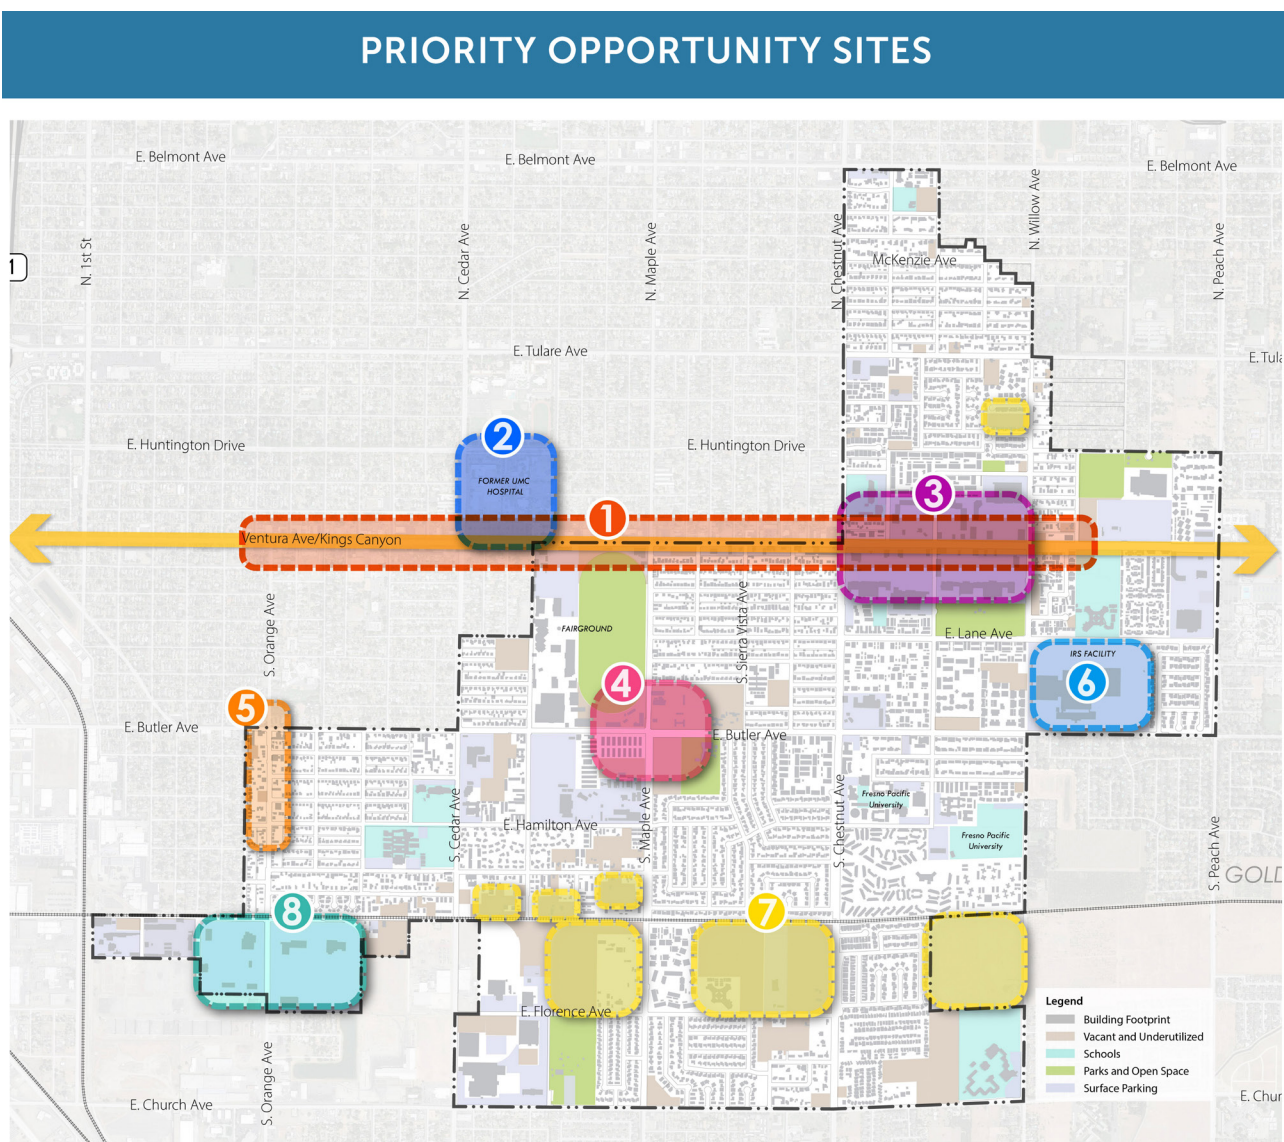 PRIORITY OPPORTUNITY SITES
E. Belmont Ave
E. Belmont Ave
E. Belmont Ave
N. 1st St
N. Cedar Ave
N. Maple Ave
N. Chestnut Ave
N. Willow Ave
N. Peach Ave
1
McKenzie Ave
E. Tulare Ave
E. Tula
E. Huntington Drive
E. Huntington Drive
2
FORMER UMC
HOSPITAL
3
1
Ventura Ave/Kings Canyon
S. Orange Ave
FAIRGROUND
S. Sierra Vista Ave
E. Lane Ave
IRS FACILITY
6
4
5
E. Butler Ave
E. Butler Ave
S. Cedar Ave
E. Hamilton Ave
S. Maple Ave
S. Chestnut Ave
Fresno Pacific
University
Fresno Pacific
University
S. Peach Ave
GOLD
8
7
E. Florence Ave
S. Orange Ave
E. Church Ave
E. Chur
Legend
Building Footprint
Vacant and Underutilized
Schools
Parks and Open Space
Surface Parking